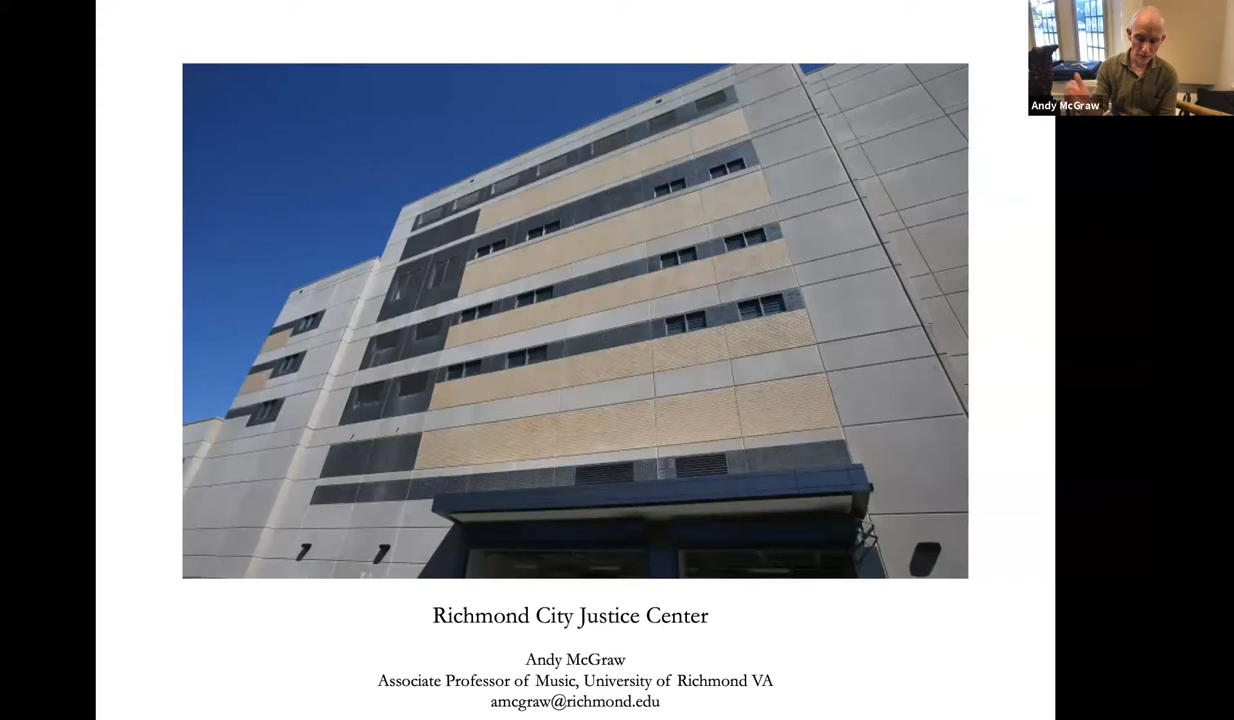 Andy McGraw
Richmond City Justice Center
Andy McGraw
Associate Professor of Music, University of Richmond VA
amcgraw@richmond.edu